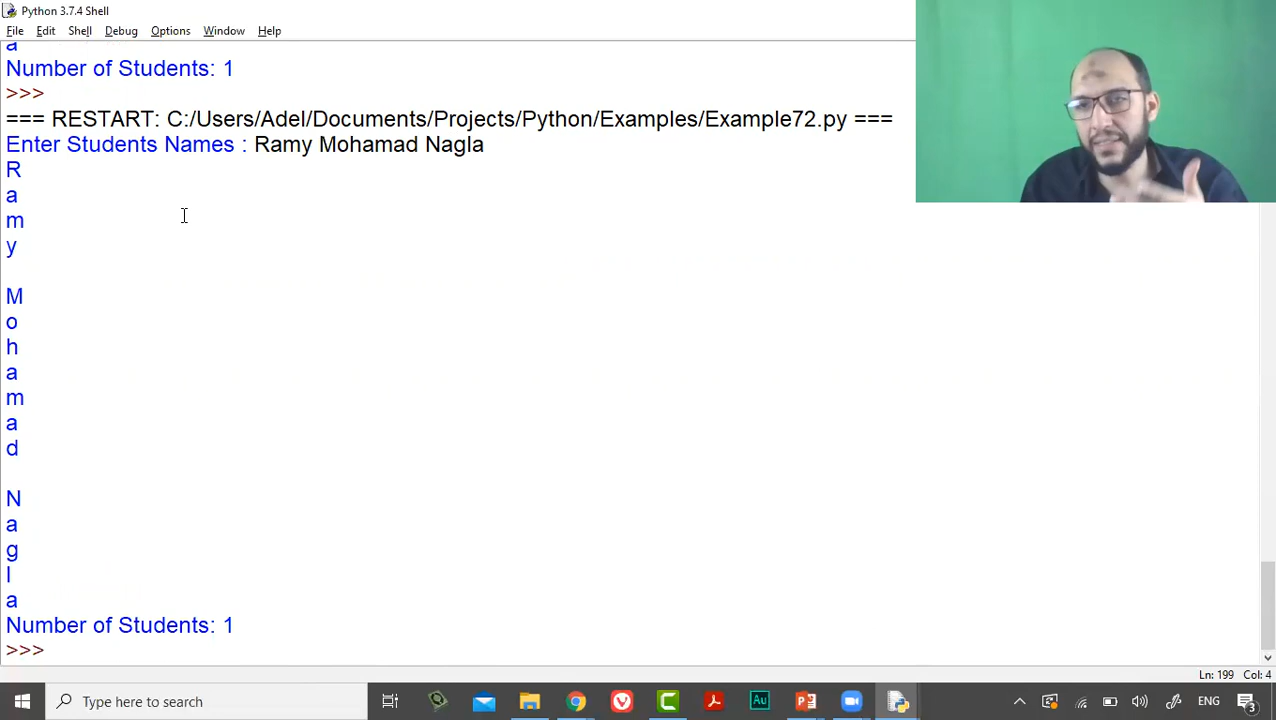 Python 3.7.4 Shell
File Edit Shell Debug Options Window Help
a
Number of Students: 1
>>>
=== RESTART: C:/Users/Adel/Documents/Projects/Python/Examples/Example72.py ===
Enter Students Names : Ramy Mohamad Nagla
R
a
m
y
M
o
h
a
m
a
d
N
a
g
l
a
Number of Students: 1
>>>
Ln: 199 Col: 4
Type here to search
Au
ENG
3